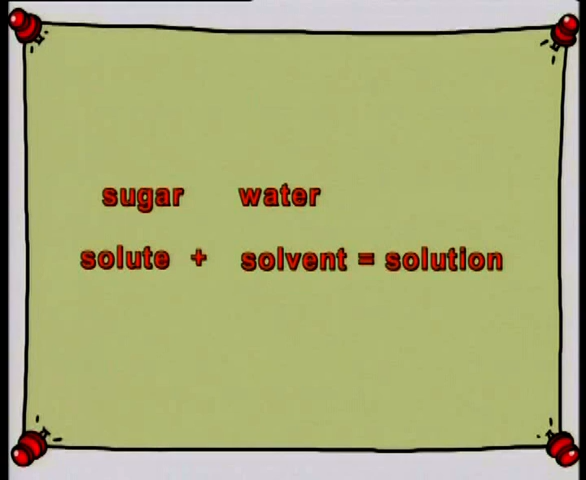 sugar water
solute + solvent = solution